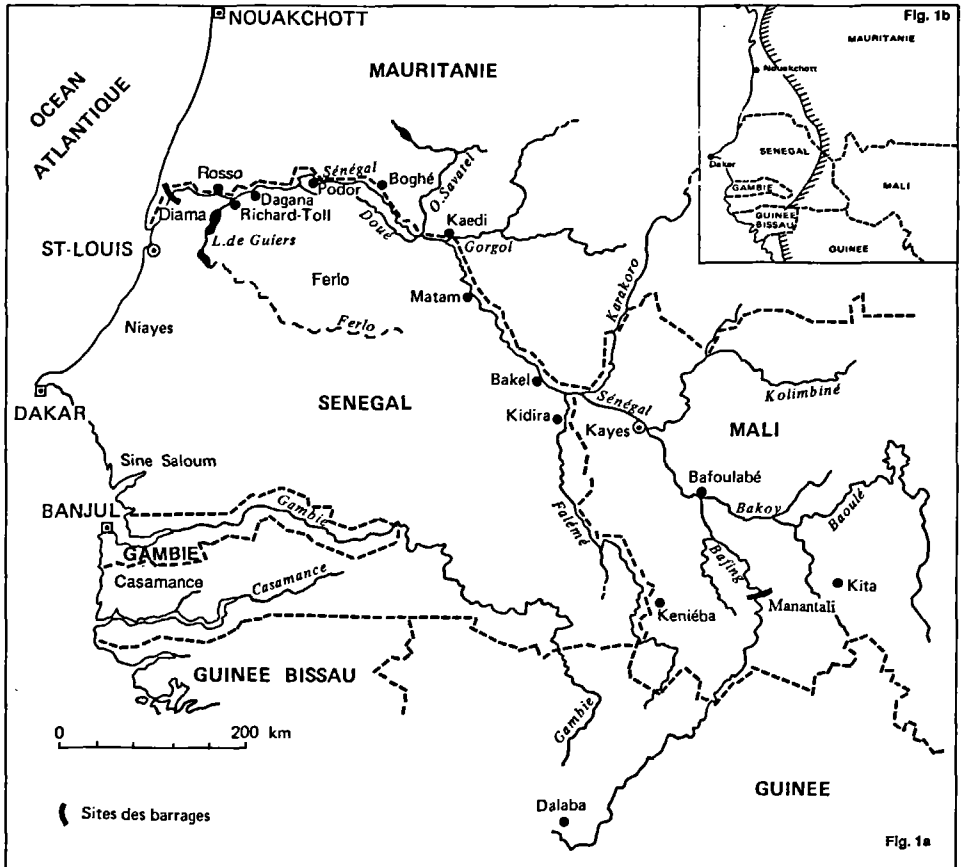 NOUAKCHOTT
Fig. 1b
MAURITANIE
Nouakchott
Dakar
SENEGAL
GAMBIE
MALI
GUINEE
BISSAU
GUINEE
OCEAN
ATLANTIQUE
MAURITANIE
Rosso
Sénégal
Podor
Boghé
O.Savatel
Diama
Dagana
Richard-Toll
Doué
Kaedi
Gorgol
ST-LOUIS
L.de Guiers
Ferlo
Matam
Karakoro
Niayes
Ferlo
Bakel
Sénégal
Kolimbiné
DAKAR
SENEGAL
Kidira
Kayes
MALI
Sine Saloum
Bafoulabé
Bakoy
Baoulé
BANJUL
Gambie
Falémé
GAMBIE
Casamance
Casamance
Bafing
Kita
Keniéba
Manantali
GUINEE BISSAU
0 200 km
Gambie
GUINEE
Sites des barrages
Dalaba
Fig. 1a